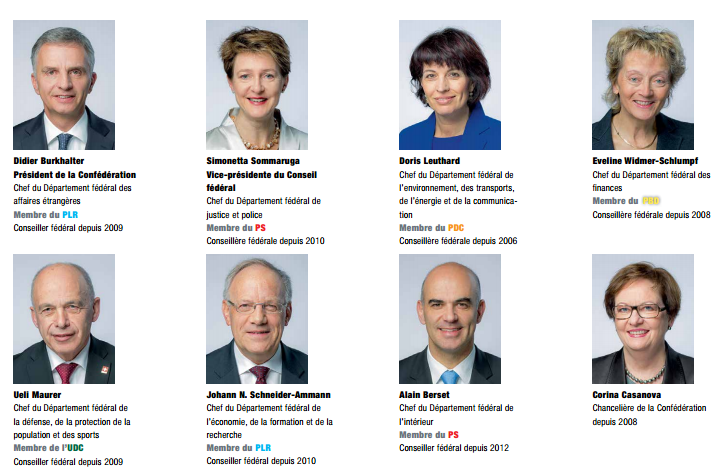 Didier Burkhalter
Président de la Confédération
Chef du Département fédéral des
affaires étrangères
Membre du PLR
Conseiller fédéral depuis 2009
Simonetta Sommaruga
Vice-présidente du Conseil
fédéral
Chef du Département fédéral de
justice et police
Membre du PS
Conseillère fédérale depuis 2010
Doris Leuthard
Chef du Département fédéral de
l'environnement, des transports,
de l'énergie et de la communica-
tion
Membre du PDC
Conseillère fédérale depuis 2006
Eveline Widmer-Schlumpf
Chef du Département fédéral des
finances
Membre du PBD
Conseillère fédérale depuis 2008
Ueli Maurer
Chef du Département fédéral de
la défense, de la protection de la
population et des sports
Membre de l'UDC
Conseiller fédéral depuis 2009
Johann N. Schneider-Ammann
Chef du Département fédéral de
l'économie, de la formation et de la
recherche
Membre du PLR
Conseiller fédéral depuis 2010
Alain Berset
Chef du Département fédéral de
l'intérieur
Membre du PS
Conseiller fédéral depuis 2012
Corina Casanova
Chancelière de la Confédération
depuis 2008